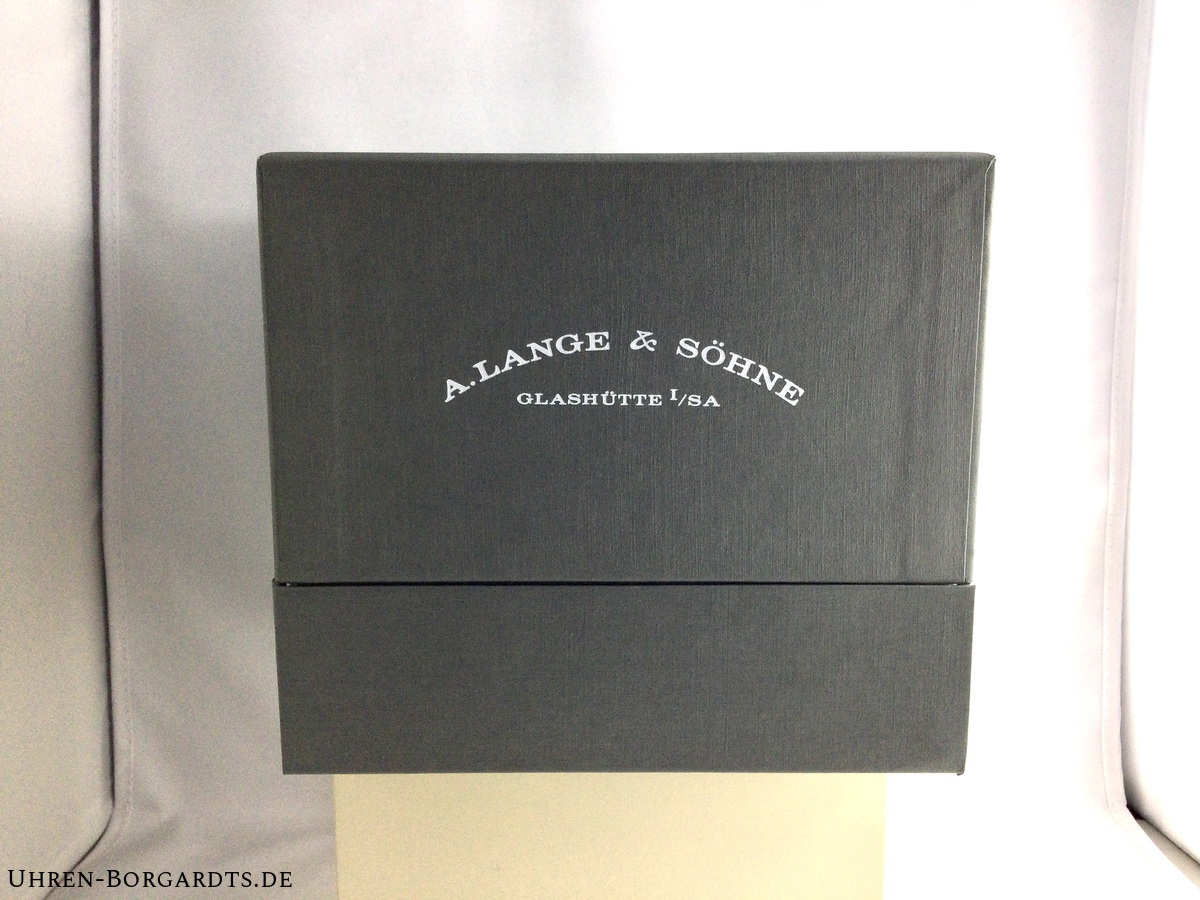 A. LANGE & SÖHNE
GLASHÜTTE I/SA
UHREN-BORGARDTS.DE